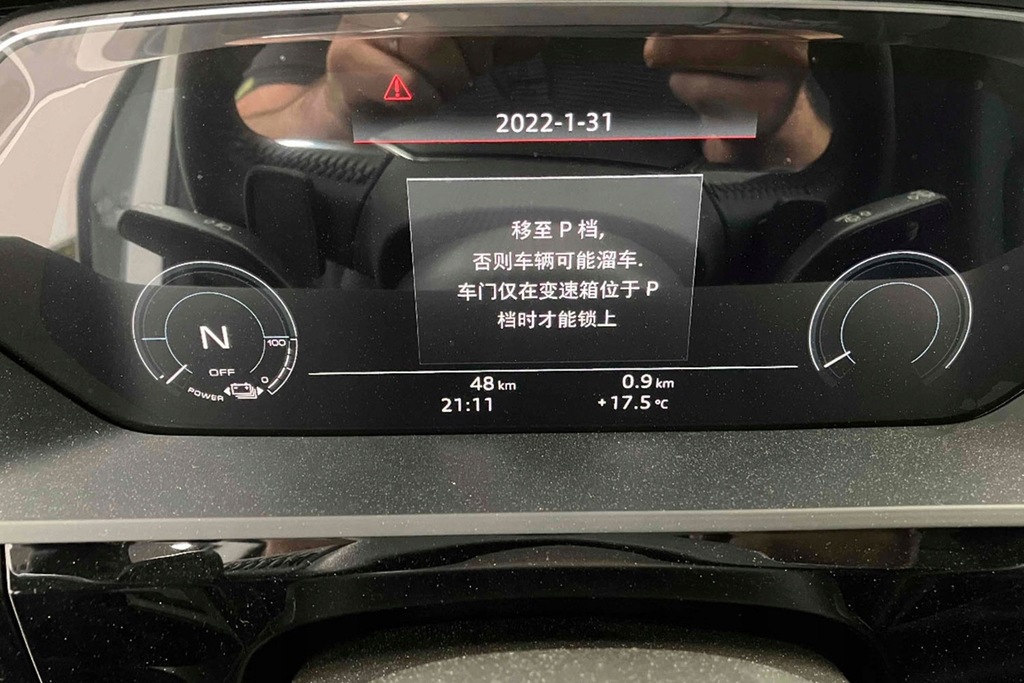 2022-1-31
移至 P 档,
否则车辆可能溜车.
车门仅在变速箱位于 P
档时才能锁上
N
100
OFF
0
POWER
48 km
0.9 km
21:11
+17.5 °C